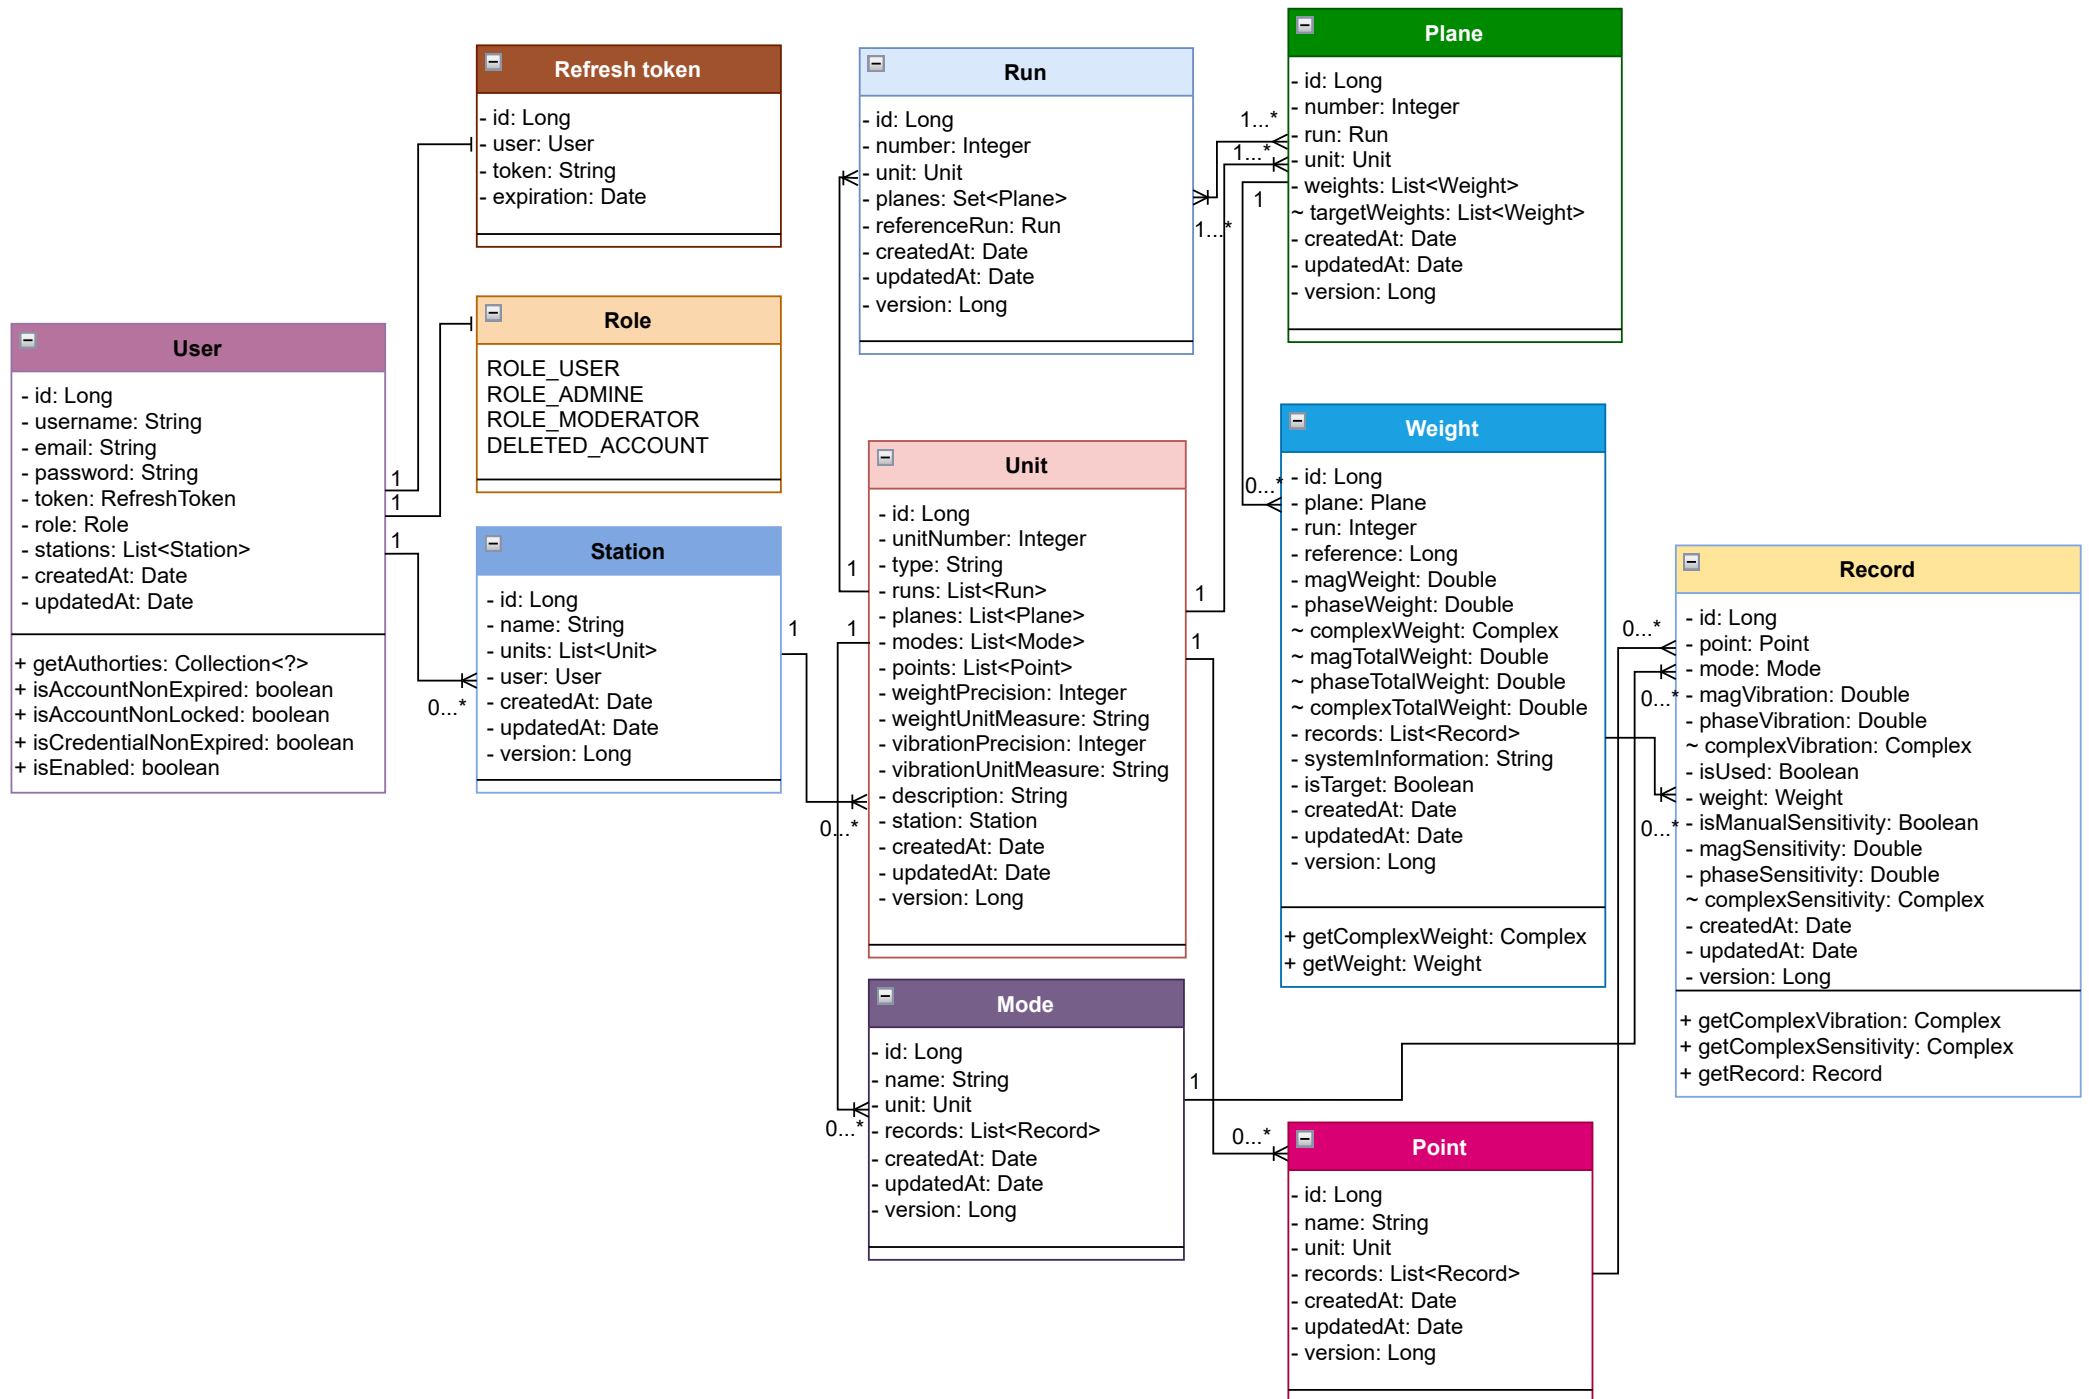 Refresh token
- id: Long
- user: User
- token: String
- expiration: Date
Role
ROLE_USER
ROLE_ADMINE
ROLE_MODERATOR
DELETED_ACCOUNT
User
- id: Long
- username: String
- email: String
- password: String
- token: RefreshToken
- role: Role
- stations: List<Station>
- createdAt: Date
- updatedAt: Date
+ getAuthorties: Collection<?>
+ isAccountNonExpired: boolean
+ isAccountNonLocked: boolean
+ isCredentialNonExpired: boolean
+ isEnabled: boolean
1
1
1
0...*
Station
- id: Long
- name: String
- units: List<Unit>
- user: User
- createdAt: Date
- updatedAt: Date
- version: Long
1
0...*
Run
- id: Long
- number: Integer
- unit: Unit
- planes: Set<Plane>
- referenceRun: Run
- createdAt: Date
- updatedAt: Date
- version: Long
1...*
1...*
1...*
1
Unit
- id: Long
- unitNumber: Integer
- type: String
- runs: List<Run>
- planes: List<Plane>
- modes: List<Mode>
- points: List<Point>
- weightPrecision: Integer
- weightUnitMeasure: String
- vibrationPrecision: Integer
- vibrationUnitMeasure: String
- description: String
- station: Station
- createdAt: Date
- updatedAt: Date
- version: Long
1
1
1
1
0...*
Mode
- id: Long
- name: String
- unit: Unit
- records: List<Record>
- createdAt: Date
- updatedAt: Date
- version: Long
1
Plane
- id: Long
- number: Integer
- run: Run
- unit: Unit
- weights: List<Weight>
~ targetWeights: List<Weight>
- createdAt: Date
- updatedAt: Date
- version: Long
0...*
Weight
- id: Long
- plane: Plane
- run: Integer
- reference: Long
- magWeight: Double
- phaseWeight: Double
~ complexWeight: Complex
~ magTotalWeight: Double
~ phaseTotalWeight: Double
~ complexTotalWeight: Double
- records: List<Record>
- systemInformation: String
- isTarget: Boolean
- createdAt: Date
- updatedAt: Date
- version: Long
+ getComplexWeight: Complex
+ getWeight: Weight
0...*
0...*
0...*
Record
- id: Long
- point: Point
- mode: Mode
- magVibration: Double
- phaseVibration: Double
~ complexVibration: Complex
- isUsed: Boolean
- weight: Weight
- isManualSensitivity: Boolean
- magSensitivity: Double
- phaseSensitivity: Double
~ complexSensitivity: Complex
- createdAt: Date
- updatedAt: Date
- version: Long
+ getComplexVibration: Complex
+ getComplexSensitivity: Complex
+ getRecord: Record
0...*
Point
- id: Long
- name: String
- unit: Unit
- records: List<Record>
- createdAt: Date
- updatedAt: Date
- version: Long